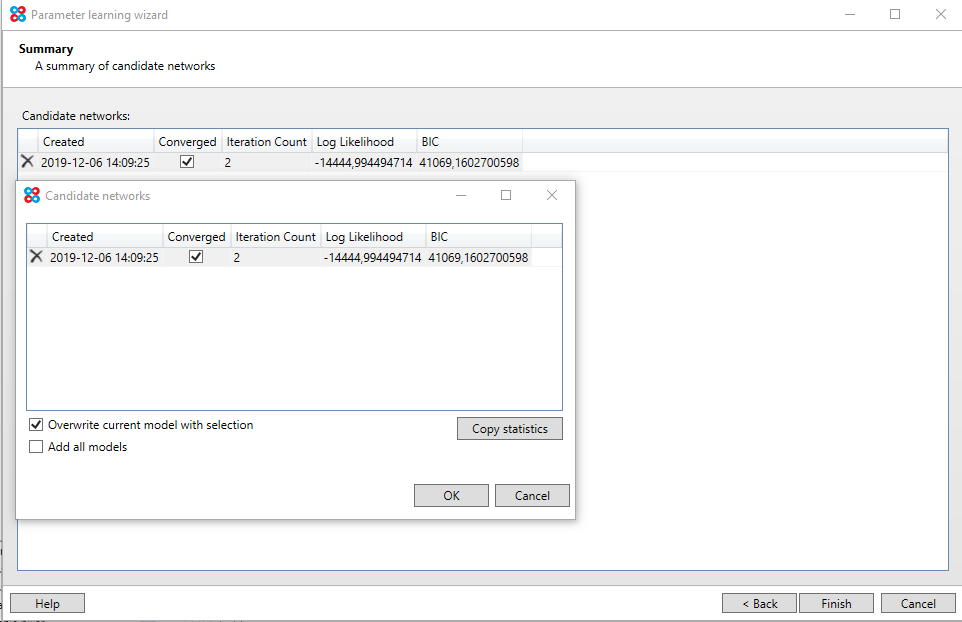 Parameter learning wizard
Summary
A summary of candidate networks
Candidate networks:
Created Converged Iteration Count Log Likelihood BIC
2019-12-06 14:09:25 2 -14444,994494714 41069,1602700598
Candidate networks
Created Converged Iteration Count Log Likelihood BIC
2019-12-06 14:09:25 2 -14444,994494714 41069,1602700598
Overwrite current model with selection
Copy statistics
Add all models
OK Cancel
Help < Back Finish Cancel